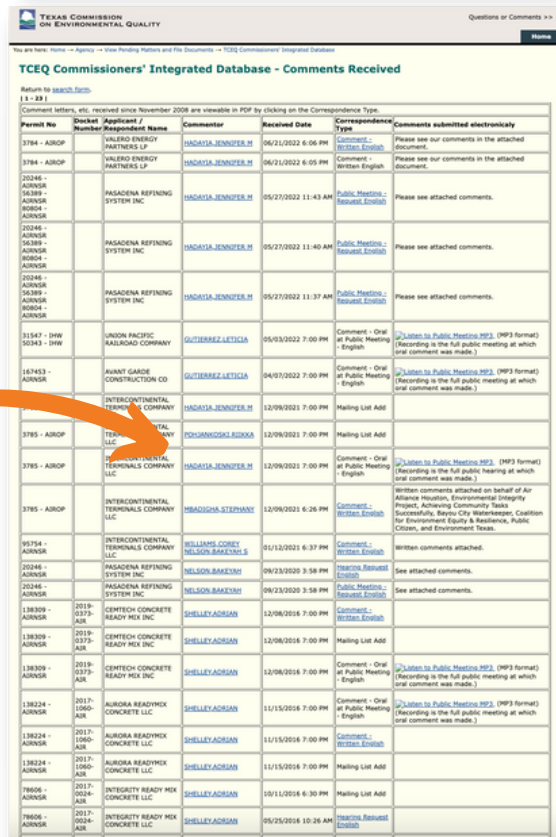 TEXAS COMMISSION
ON ENVIRONMENTAL QUALITY
Questions or Comments >>
Home
You are here: Home → Agency → View Pending Matters and File Documents → TCEQ Commissioners' Integrated Database
TCEQ Commissioners' Integrated Database - Comments Received
Return to search form.
| 1 - 23 |
Comment letters, etc. received since November 2008 are viewable in PDF by clicking on the Correspondence Type.
Permit No Docket Number Applicant / Respondent Name Commentor Received Date Correspondence Type Comments submitted electronicaly
3784 - AIROP VALERO ENERGY PARTNERS LP HADAYIA,JENNIFER M 06/21/2022 6:06 PM Comment - Written English Please see our comments in the attached document.
3784 - AIROP VALERO ENERGY PARTNERS LP HADAYIA,JENNIFER M 06/21/2022 6:05 PM Comment - Written English Please see our comments in the attached document.
20246 - AIRNSR 56389 - AIRNSR 80804 - AIRNSR PASADENA REFINING SYSTEM INC HADAYIA,JENNIFER M 05/27/2022 11:43 AM Public Meeting - Request English Please see attached comments.
20246 - AIRNSR 56389 - AIRNSR 80804 - AIRNSR PASADENA REFINING SYSTEM INC HADAYIA,JENNIFER M 05/27/2022 11:40 AM Public Meeting - Request English Please see attached comments.
20246 - AIRNSR 56389 - AIRNSR 80804 - AIRNSR PASADENA REFINING SYSTEM INC HADAYIA,JENNIFER M 05/27/2022 11:37 AM Public Meeting - Request English Please see attached comments.
31547 - IHW 50343 - IHW UNION PACIFIC RAILROAD COMPANY GUTIERREZ,LETICIA 05/03/2022 7:00 PM Comment - Oral at Public Meeting - English Listen to Public Meeting MP3 (MP3 format) (Recording is the full public meeting at which oral comment was made.)
167453 - AIRNSR AVANT GARDE CONSTRUCTION CO GUTIERREZ,LETICIA 04/07/2022 7:00 PM Comment - Oral at Public Meeting - English Listen to Public Meeting MP3 (MP3 format) (Recording is the full public meeting at which oral comment was made.)
INTERCONTINENTAL TERMINALS COMPANY HADAYIA,JENNIFER M 12/09/2021 7:00 PM Mailing List Add
3785 - AIROP LLC POHJANKOSKI,RIIKKA 12/09/2021 7:00 PM Mailing List Add
3785 - AIROP TERMINALS COMPANY LLC HADAYIA,JENNIFER M 12/09/2021 7:00 PM Comment - Oral at Public Meeting - English Listen to Public Meeting MP3 (MP3 format) (Recording is the full public hearing at which oral comment was made.)
3785 - AIROP INTERCONTINENTAL TERMINALS COMPANY LLC MBADIGHA,STEPHANY 12/09/2021 6:26 PM Comment - Written English Written comments attached on behalf of Air Alliance Houston, Environmental Integrity Project, Achieving Community Tasks Successfully, Bayou City Waterkeeper, Coalition for Environment Equity & Resilience, Public Citizen, and Environment Texas.
95754 - AIRNSR INTERCONTINENTAL TERMINALS COMPANY LLC WILLIAMS,COREY NELSON,BAKEYAH S 01/12/2021 6:37 PM Comment - Written English Written comments attached.
20246 - AIRNSR PASADENA REFINING SYSTEM INC NELSON,BAKEYAH 09/23/2020 3:58 PM Hearing Request English See attached comments.
20246 - AIRNSR PASADENA REFINING SYSTEM INC NELSON,BAKEYAH 09/23/2020 3:58 PM Public Meeting - Request English See attached comments.
138309 - AIRNSR 2019-0373-AIR CEMTECH CONCRETE READY MIX INC SHELLEY,ADRIAN 12/08/2016 7:00 PM Comment - Written English
138309 - AIRNSR 2019-0373-AIR CEMTECH CONCRETE READY MIX INC SHELLEY,ADRIAN 12/08/2016 7:00 PM Mailing List Add
138309 - AIRNSR 2019-0373-AIR CEMTECH CONCRETE READY MIX INC SHELLEY,ADRIAN 12/08/2016 7:00 PM Comment - Oral at Public Meeting - English Listen to Public Meeting MP3 (MP3 format) (Recording is the full public meeting at which oral comment was made.)
138224 - AIRNSR 2017-1060-AIR AURORA READYMIX CONCRETE LLC SHELLEY,ADRIAN 11/15/2016 7:00 PM Comment - Oral at Public Meeting - English Listen to Public Meeting MP3 (MP3 format) (Recording is the full public meeting at which oral comment was made.)
138224 - AIRNSR 2017-1060-AIR AURORA READYMIX CONCRETE LLC SHELLEY,ADRIAN 11/15/2016 7:00 PM Comment - Written English
138224 - AIRNSR 2017-1060-AIR AURORA READYMIX CONCRETE LLC SHELLEY,ADRIAN 11/15/2016 7:00 PM Mailing List Add
78606 - AIRNSR 2017-0024-AIR INTEGRITY READY MIX CONCRETE LLC SHELLEY,ADRIAN 10/11/2016 6:30 PM Mailing List Add
78606 - AIRNSR 2017-0024-AIR INTEGRITY READY MIX CONCRETE LLC SHELLEY,ADRIAN 05/25/2016 10:26 AM Hearing Request English
2017-